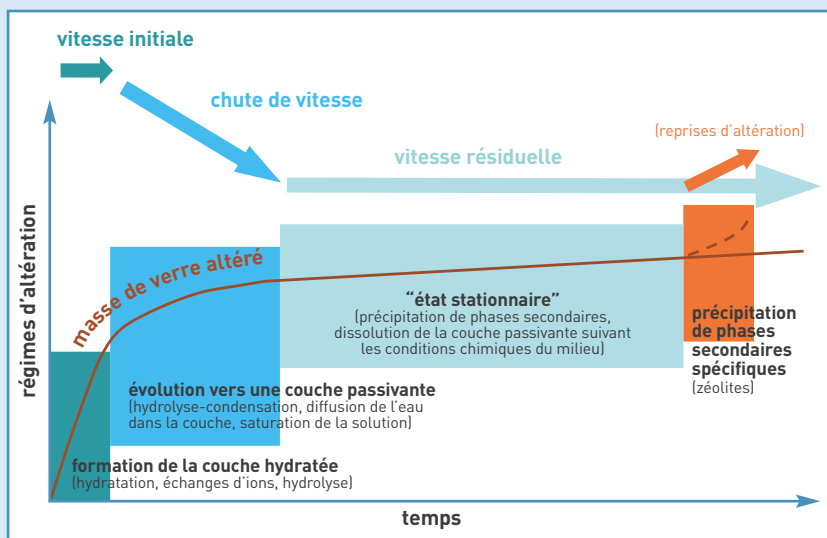 vitesse initiale
chute de vitesse
(reprises d'altération)
vitesse résiduelle
régimes d'altération
masse de verre altéré
"état stationnaire"
(précipitation de phases secondaires,
dissolution de la couche passivante suivant
les conditions chimiques du milieu)
précipitation
de phases
secondaires
spécifiques
(zéolites)
évolution vers une couche passivante
(hydrolyse-condensation, diffusion de l'eau
dans la couche, saturation de la solution)
formation de la couche hydratée
(hydratation, échanges d'ions, hydrolyse)
temps